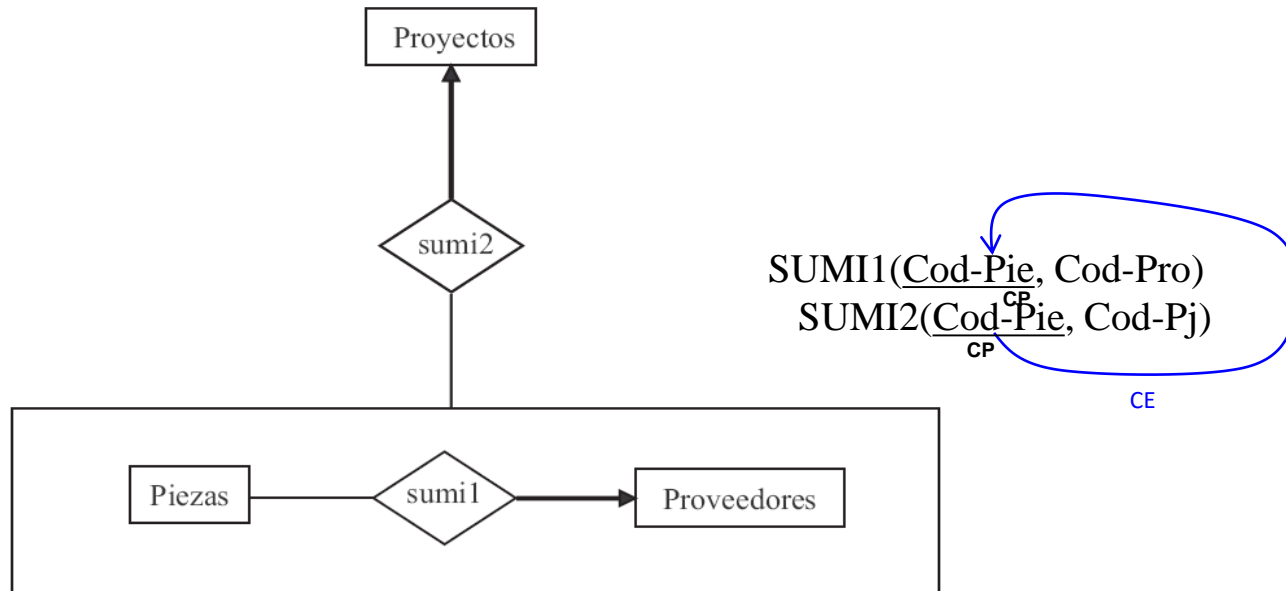 Proyectos
sumi2
SUMI1(Cod-Pie, Cod-Pro)
CP
SUMI2(Cod-Pie, Cod-Pj)
CP
CE
Piezas
sumi1
Proveedores